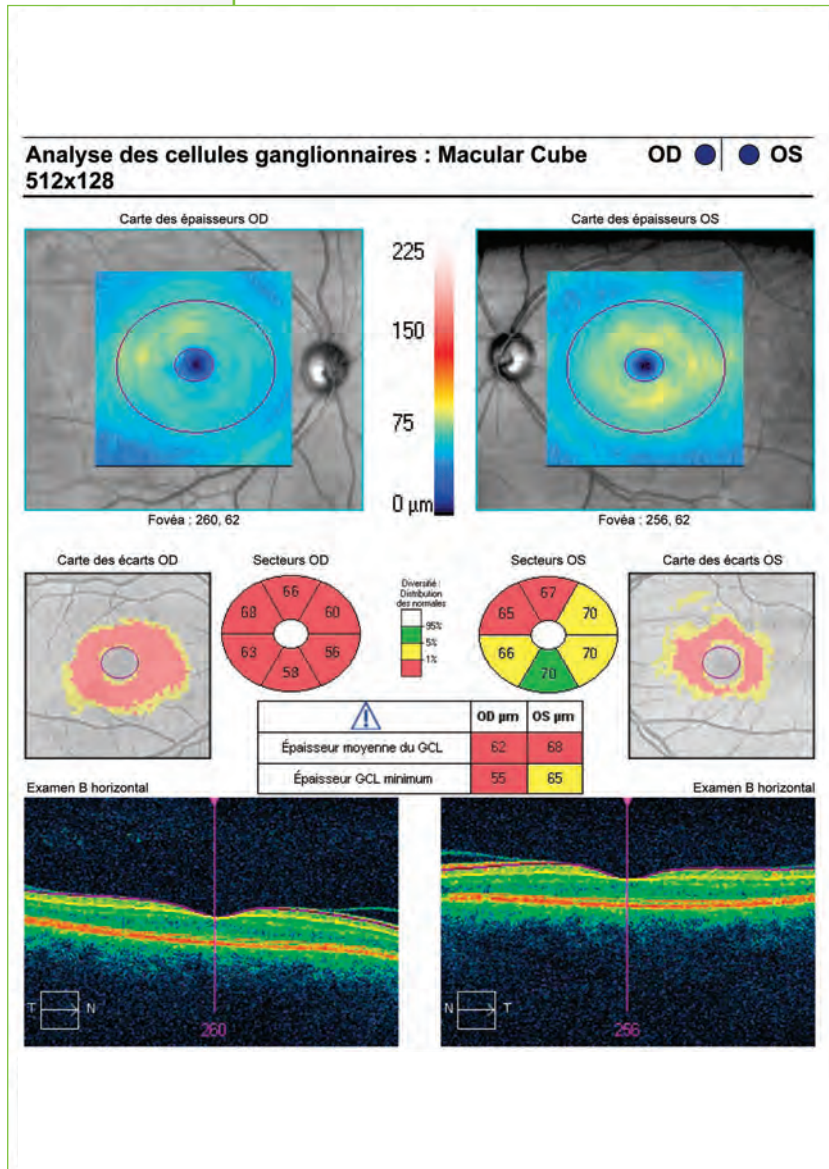 Analyse des cellules ganglionnaires : Macular Cube 512x128
OD OS
Carte des épaisseurs OD
Carte des épaisseurs OS
225
150
75
0 µm
Fovéa : 260, 62
Fovéa : 256, 62
Carte des écarts OD
Secteurs OD
Secteurs OS
Carte des écarts OS
66
68
60
63
56
58
Diversifié :
Distribution
des normales
95%
5%
1%
67
65
70
66
70
70
OD µm OS µm
Épaisseur moyenne du GCL 62 68
Épaisseur GCL minimum 55 65
Examen B horizontal
Examen B horizontal
T N
260
N T
256